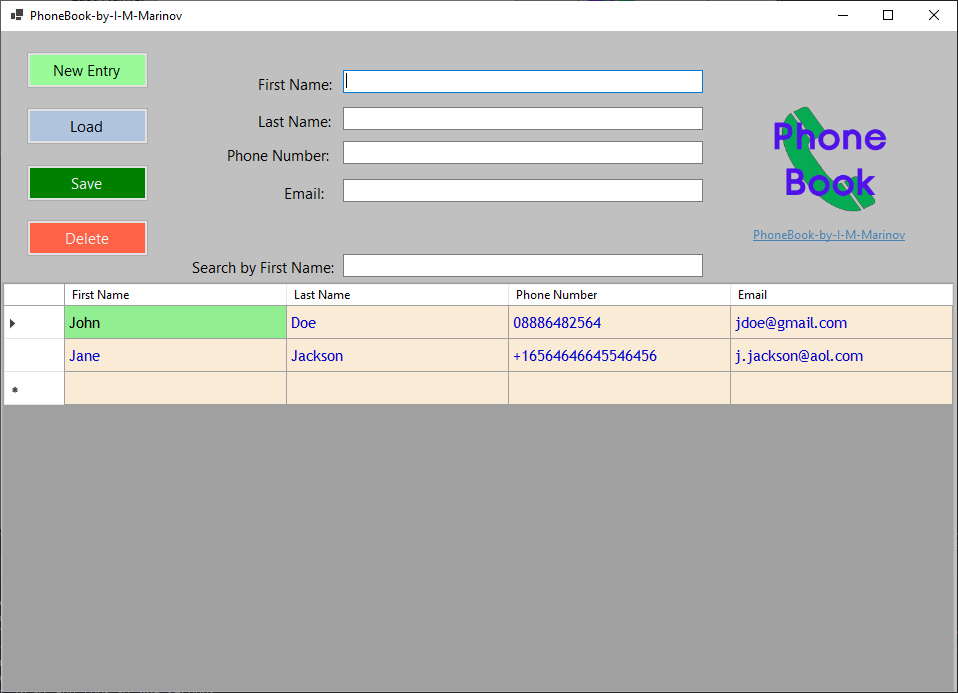 PhoneBook-by-I-M-Marinov
New Entry
First Name:
Load
Last Name:
Phone Number:
Save
Email:
Delete
Search by First Name:
Phone
Book
PhoneBook-by-I-M-Marinov
First Name Last Name Phone Number Email
John Doe 08886482564 jdoe@gmail.com
Jane Jackson +16564646645546456 j.jackson@aol.com